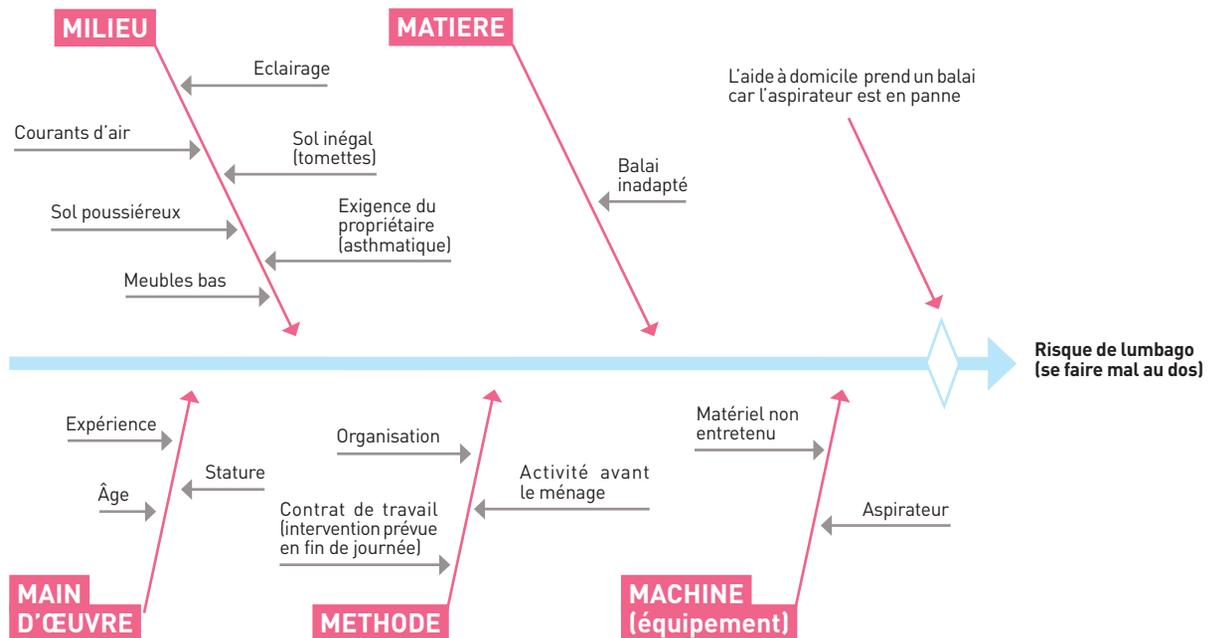 MILIEU
Eclairage
Courants d'air
Sol inégal
(tomettes)
Sol poussiéreux
Exigence du
propriétaire
(asthmatique)
Meubles bas
MATIERE
Balai
inadapté
L'aide à domicile prend un balai
car l'aspirateur est en panne
Risque de lumbago
(se faire mal au dos)
Expérience
Stature
Âge
MAIN
D'ŒUVRE
Organisation
Activité avant
le ménage
Contrat de travail
(intervention prévue
en fin de journée)
METHODE
Matériel non
entretenu
Aspirateur
MACHINE
(équipement)